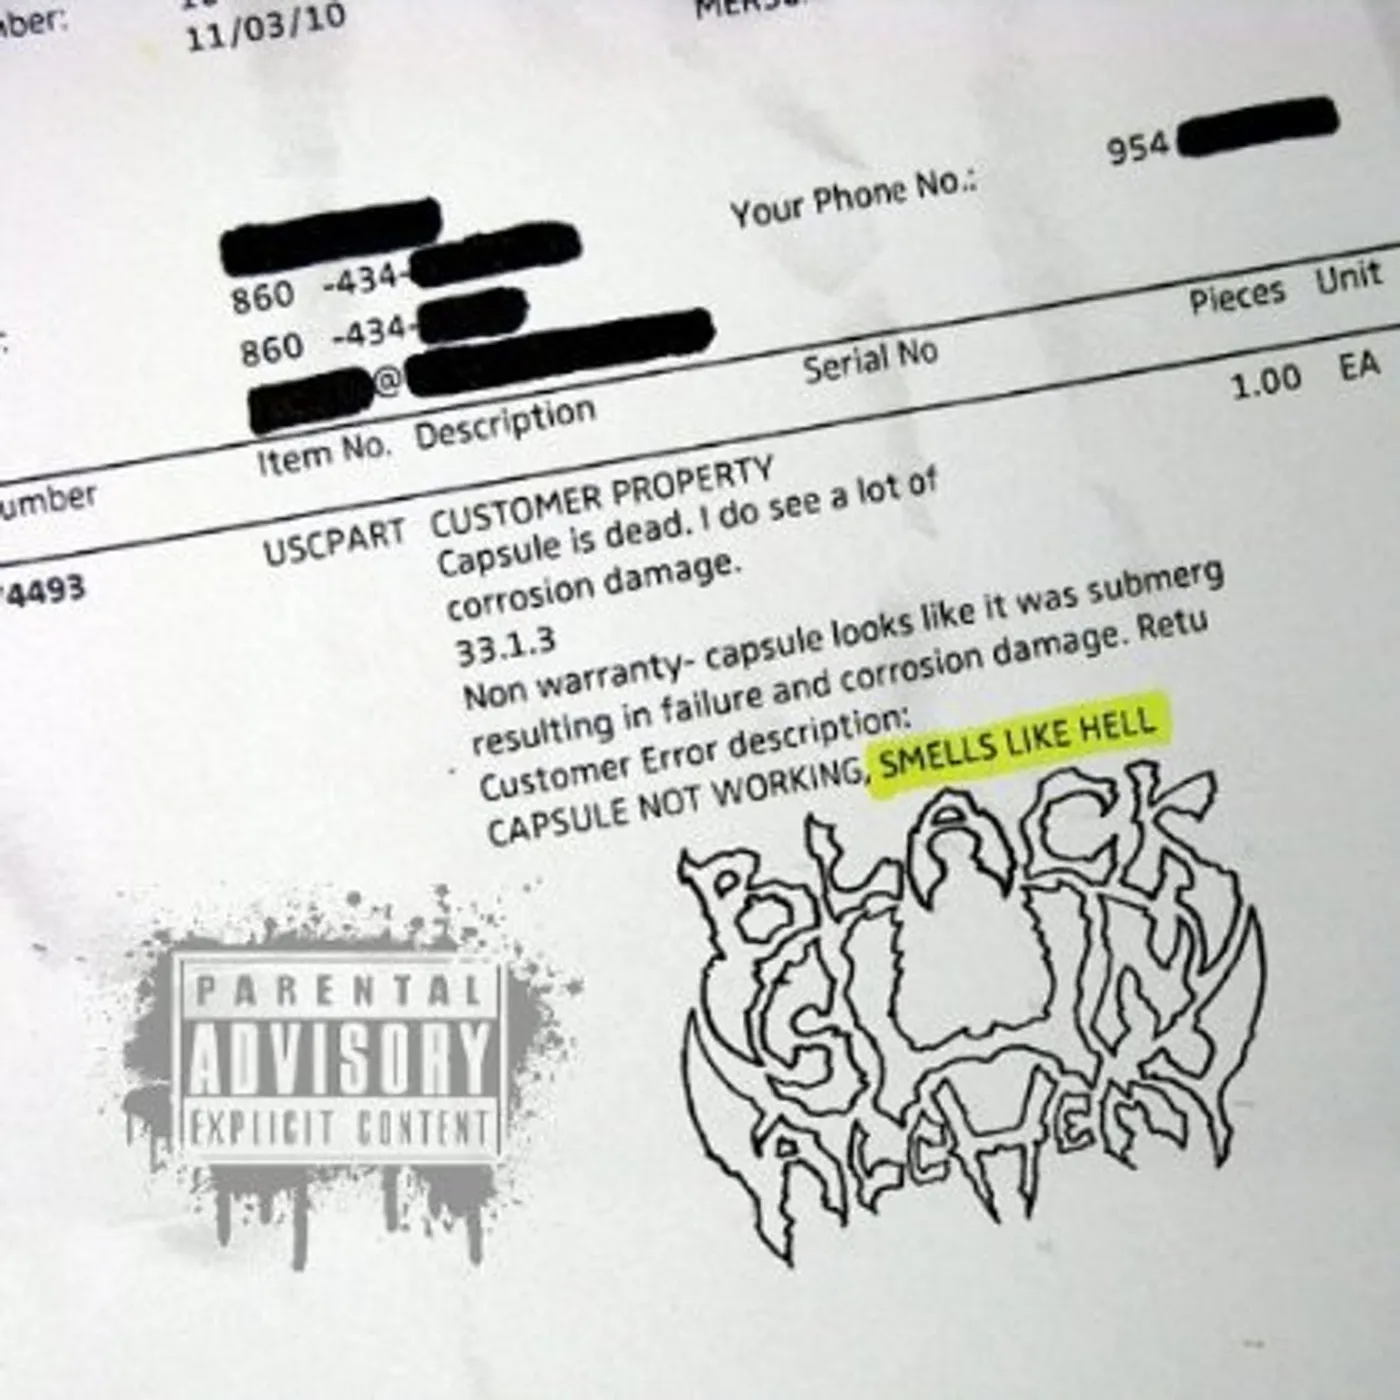 11/03/10
954
Your Phone No.:
860 -434-
860 -434-
@
Item No. Description Serial No Pieces Unit
USCPART CUSTOMER PROPERTY 1.00 EA
4493
Capsule is dead. I do see a lot of
corrosion damage.
33.1.3
Non warranty- capsule looks like it was submerg
resulting in failure and corrosion damage. Retu
Customer Error description:
CAPSULE NOT WORKING, SMELLS LIKE HELL
BLACK
GUNK
ALCHEMY
PARENTAL
ADVISORY
EXPLICIT CONTENT